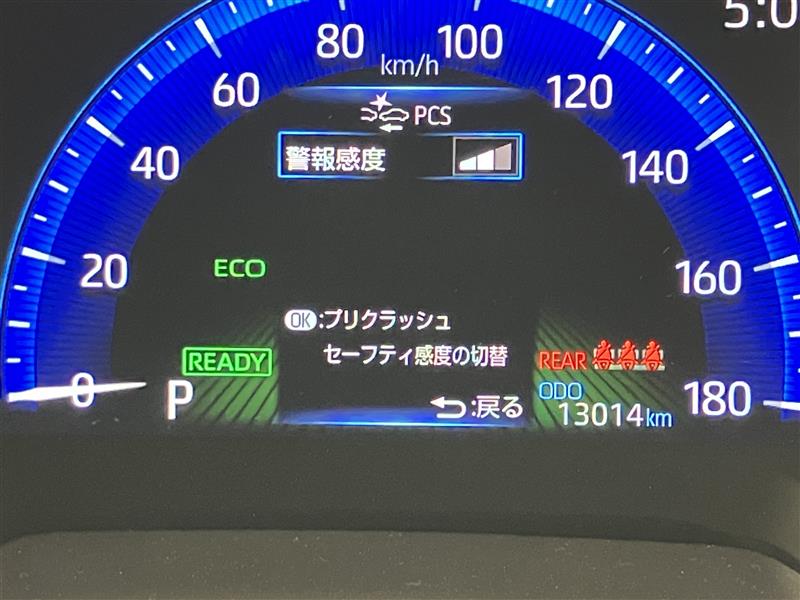 5:0
80 100
km/h
60 120
PCS
40 警報感度 140
20 ECO 160
OK:プリクラッシュ
セーフティ感度の切替
READY REAR
0 P :戻る ODO 180
13014km